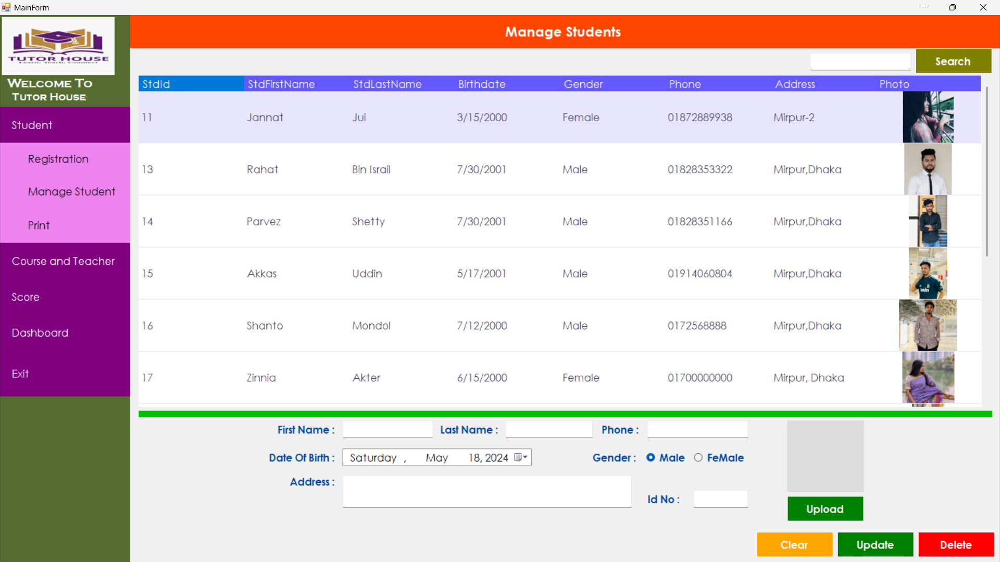 MainForm
TUTOR HOUSE
Learn, Teach, Connect
WELCOME TO
TUTOR HOUSE
Student
Registration
Manage Student
Print
Course and Teacher
Score
Dashboard
Exit
Manage Students
Search
StdId StdFirstName StdLastName Birthdate Gender Phone Address Photo
11 Jannat Jui 3/15/2000 Female 01872889938 Mirpur-2
13 Rahat Bin Israil 7/30/2001 Male 01828353322 Mirpur,Dhaka
14 Parvez Shetty 7/30/2001 Male 01828351166 Mirpur,Dhaka
15 Akkas Uddin 5/17/2001 Male 01914060804 Mirpur,Dhaka
16 Shanto Mondol 7/12/2000 Male 0172568888 Mirpur,Dhaka
17 Zinnia Akter 6/15/2000 Female 01700000000 Mirpur, Dhaka
First Name : Last Name : Phone :
Date Of Birth : Saturday , May 18, 2024 Gender : Male FeMale
Address :
Id No :
Upload
Clear Update Delete